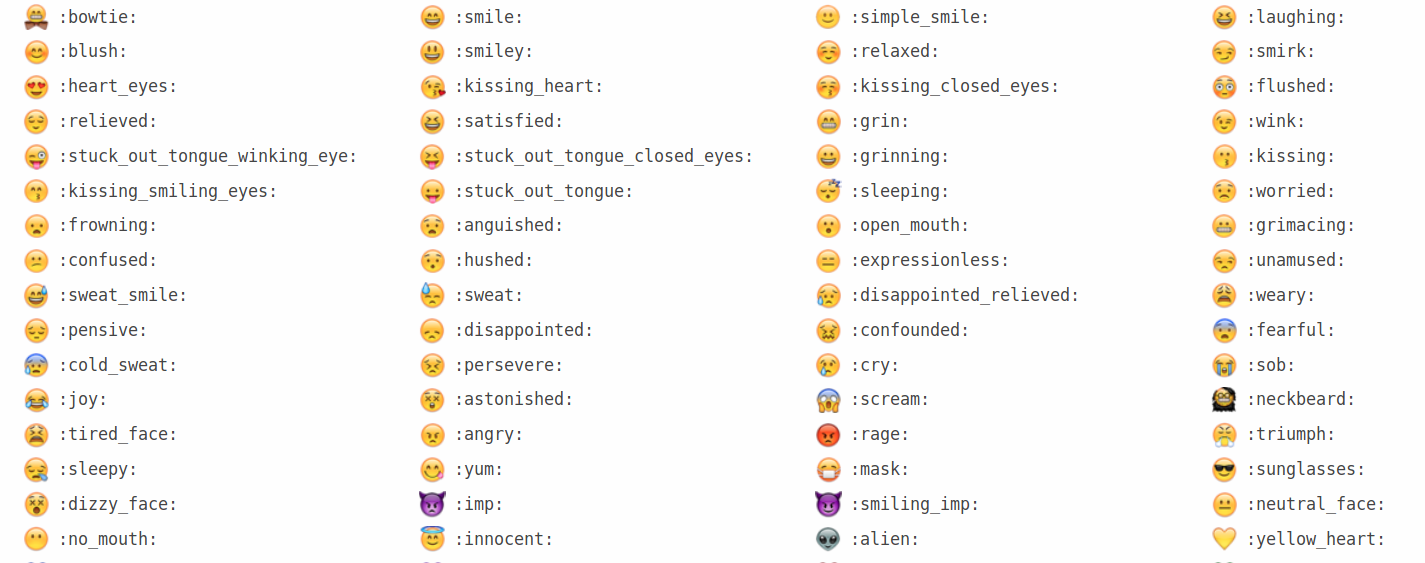 :bowtie: :smile: :simple_smile: :laughing:
:blush: :smiley: :relaxed: :smirk:
:heart_eyes: :kissing_heart: :kissing_closed_eyes: :flushed:
:relieved: :satisfied: :grin: :wink:
:stuck_out_tongue_winking_eye: :stuck_out_tongue_closed_eyes: :grinning: :kissing:
:kissing_smiling_eyes: :stuck_out_tongue: :sleeping: :worried:
:frowning: :anguished: :open_mouth: :grimacing:
:confused: :hushed: :expressionless: :unamused:
:sweat_smile: :sweat: :disappointed_relieved: :weary:
:pensive: :disappointed: :confounded: :fearful:
:cold_sweat: :persevere: :cry: :sob:
:joy: :astonished: :scream: :neckbeard:
:tired_face: :angry: :rage: :triumph:
:sleepy: :yum: :mask: :sunglasses:
:dizzy_face: :imp: :smiling_imp: :neutral_face:
:no_mouth: :innocent: :alien: :yellow_heart: